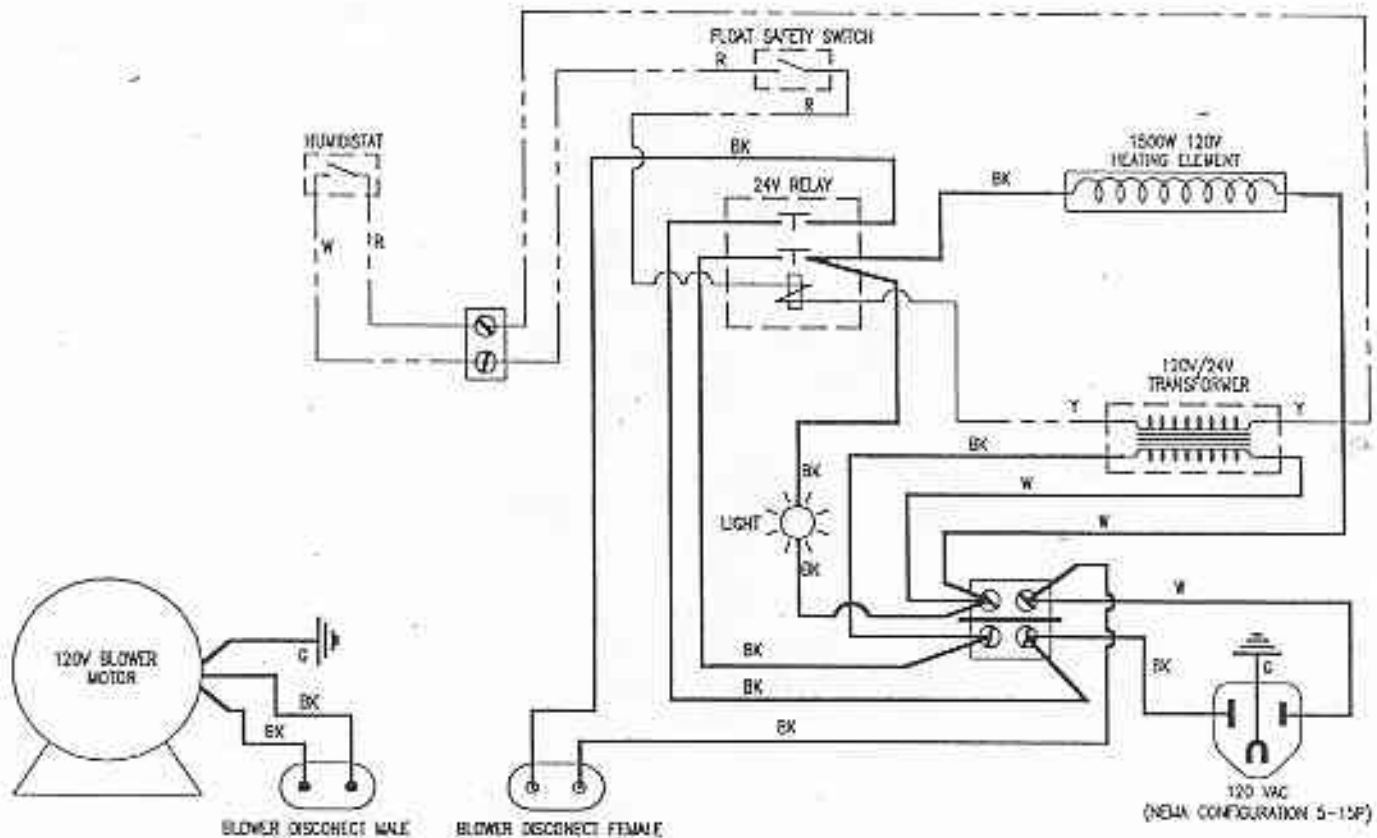 FLOAT SAFETY SWITCH
R
R
HUMIDISTAT
BK
1500W 120V
HEATING ELEMENT
BK
24V RELAY
W
R
120V/24V
TRANSFORMER
Y
Y
BK
BK
W
LIGHT
W
BK
W
120V BLOWER
MOTOR
G
BK
BK
G
BK
BK
BK
BK
BK
120 VAC
(NEMA CONFIGURATION 5-15P)
BLOWER DISCONECT MALE
BLOWER DISCONECT FEMALE